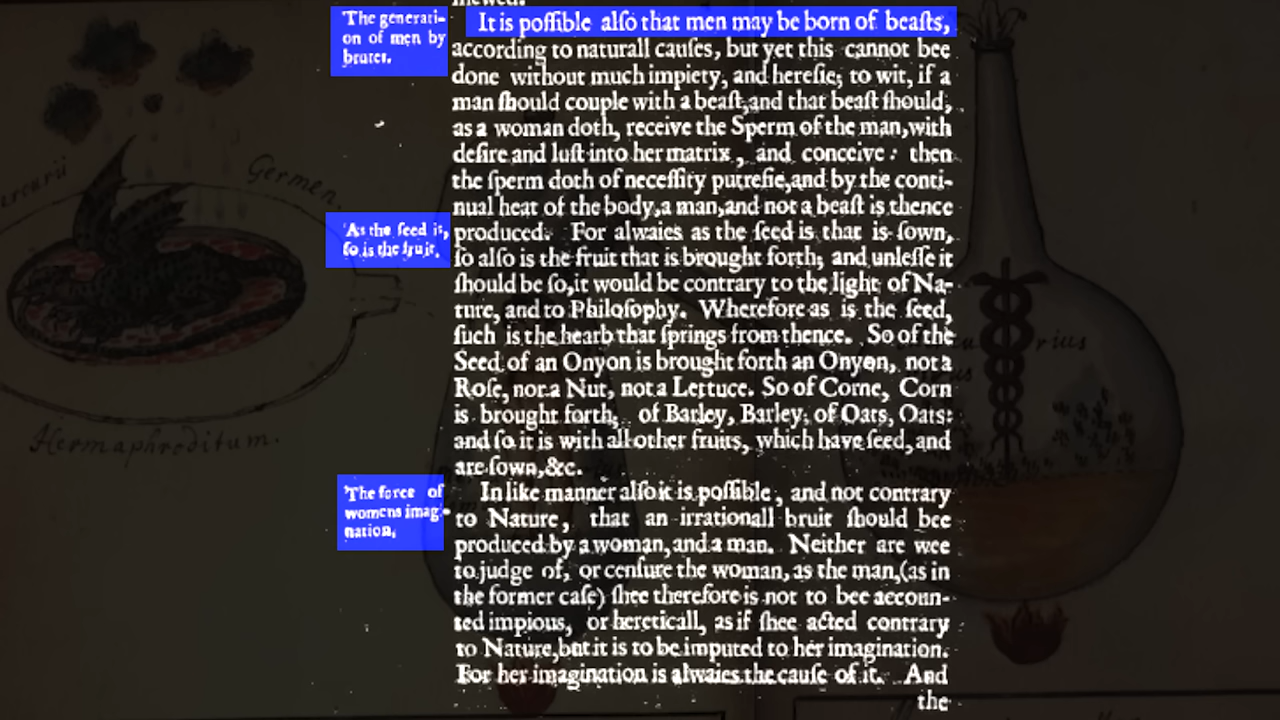 The generati-
on of men by
brutes.
It is poſſible alſo that men may be born of beaſts,
according to naturall cauſes, but yet this cannot bee
done without much impiety, and hereſie; to wit, if a
man ſhould couple with a beaſt,and that beaſt ſhould,
as a woman doth, receive the Sperm of the man,with
deſire and luſt into her matrix, and conceive: then
the ſperm doth of neceſſity putrefie,and by the conti-
nual heat of the body,a man,and not a beaſt is thence
As the ſeed is,
ſo is the fruit.
produced. For alwaies as the ſeed is that is ſown,
ſo alſo is the fruit that is brought forth; and unleſſe it
ſhould be ſo,it would be contrary to the light of Na-
ture, and to Philoſophy. Wherefore as is the ſeed,
ſuch is the hearb that ſprings from thence. So of the
Seed of an Onyon is brought forth an Onyon, not a
Roſe, nor a Nut, not a Lettuce. So of Corne, Corn
is brought forth; of Barley, Barley; of Oats, Oats:
and ſo it is with all other fruits, which have ſeed, and
are ſown,&c.
The force of
womens imagi-
nation.
In like manner alſo it is poſſible, and not contrary
to Nature, that an irrationall bruit ſhould bee
produced by a woman, and a man. Neither are wee
to judge of, or cenſure the woman, as the man,(as in
the former caſe) ſhee therefore is not to bee accoun-
ted impious, or hereticall, as if ſhee acted contrary
to Nature,but it is to be imputed to her imagination.
For her imagination is alwaies the cauſe of it. And
the
Germen.
Hermaphroditum.